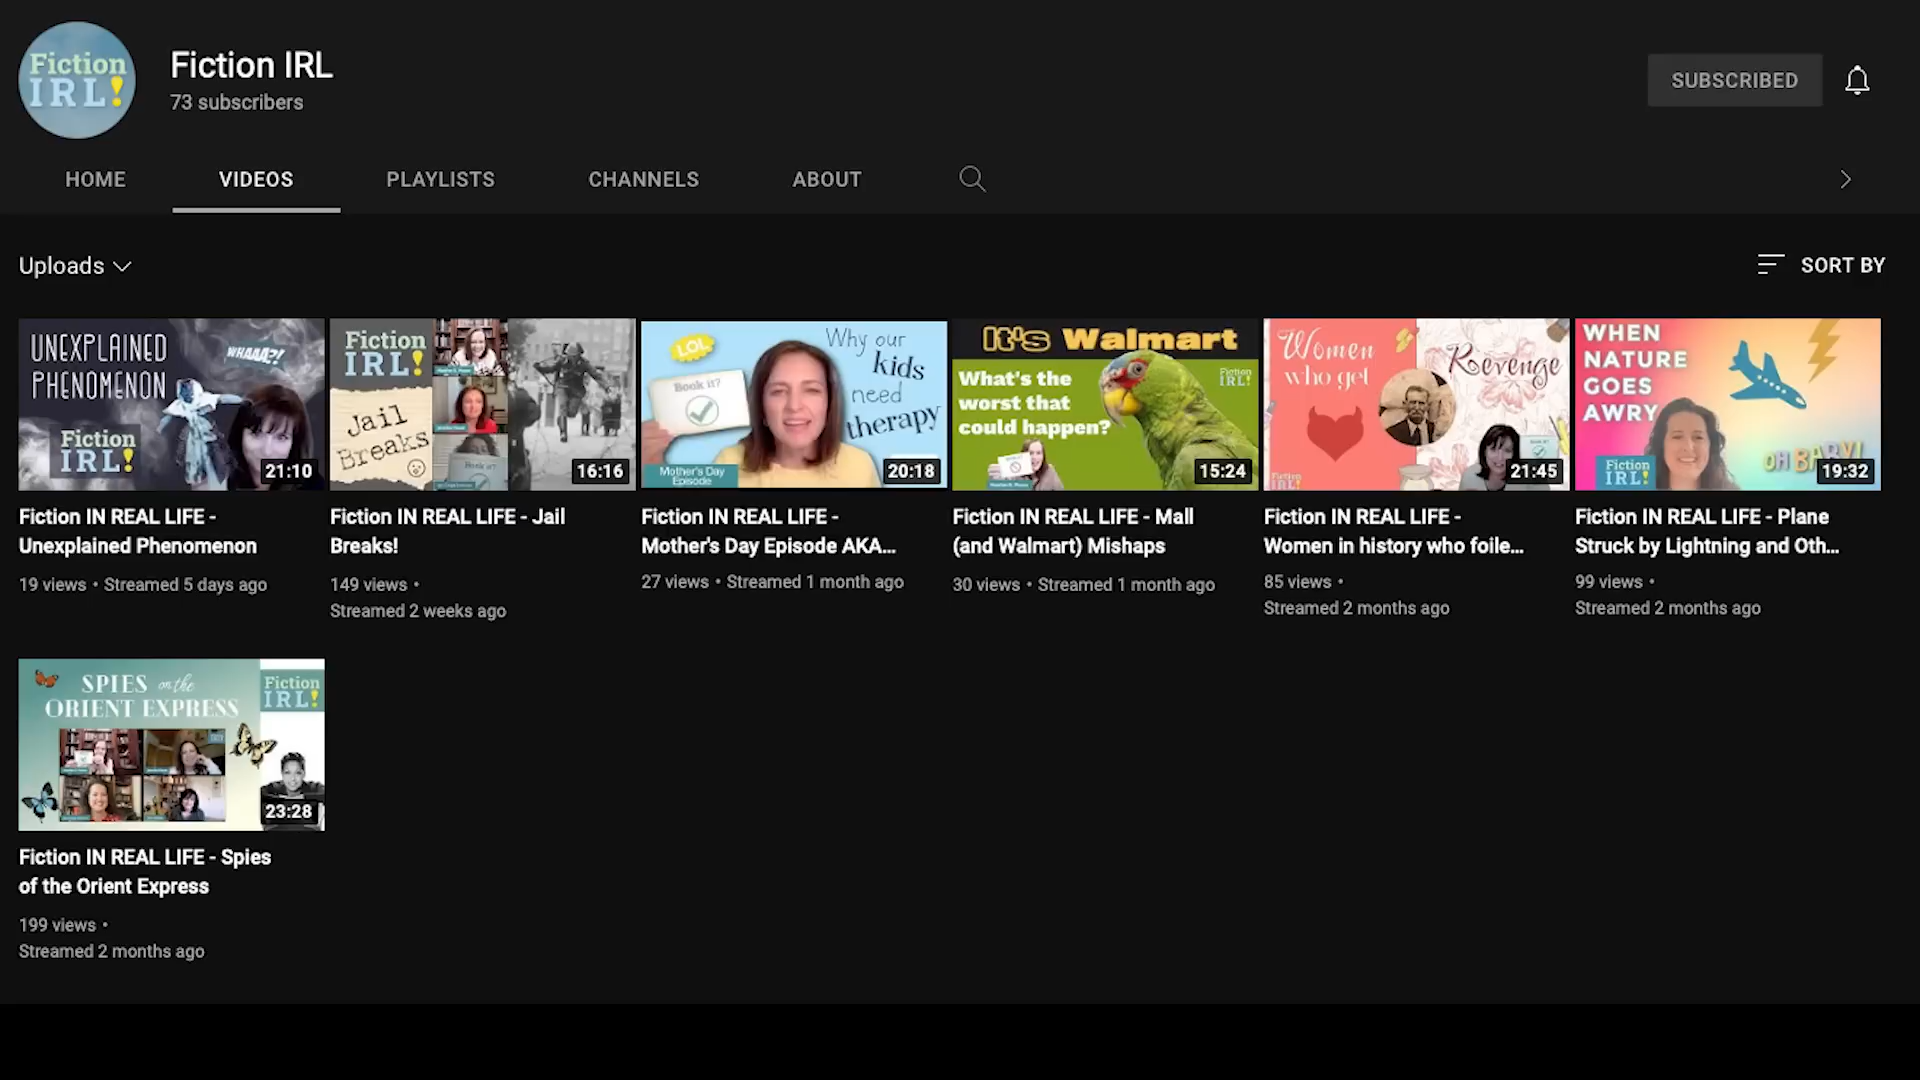 Fiction
IRL!
Fiction IRL
73 subscribers
SUBSCRIBED
HOME
VIDEOS
PLAYLISTS
CHANNELS
ABOUT
Uploads
SORT BY
UNEXPLAINED
PHENOMENON
WHAAA?!
Fiction
IRL!
21:10
Fiction
IRL!
Jail
Breaks
Book it?
16:16
LOL
Book it?
Why our
kids
need
therapy
Mother's Day
Episode
20:18
It's Walmart
What's the
worst that
could happen?
Fiction
IRL!
15:24
Women
who get
Revenge
Fiction
IRL!
21:45
WHEN
NATURE
GOES
AWRY
OH BABY!
Fiction
IRL!
19:32
Fiction IN REAL LIFE -
Unexplained Phenomenon
19 views • Streamed 5 days ago
Fiction IN REAL LIFE - Jail
Breaks!
149 views •
Streamed 2 weeks ago
Fiction IN REAL LIFE -
Mother's Day Episode AKA...
27 views • Streamed 1 month ago
Fiction IN REAL LIFE - Mall
(and Walmart) Mishaps
30 views • Streamed 1 month ago
Fiction IN REAL LIFE -
Women in history who foile...
85 views •
Streamed 2 months ago
Fiction IN REAL LIFE - Plane
Struck by Lightning and Oth...
99 views •
Streamed 2 months ago
SPIES on the
ORIENT EXPRESS
Fiction
IRL!
23:28
Fiction IN REAL LIFE - Spies
of the Orient Express
199 views •
Streamed 2 months ago